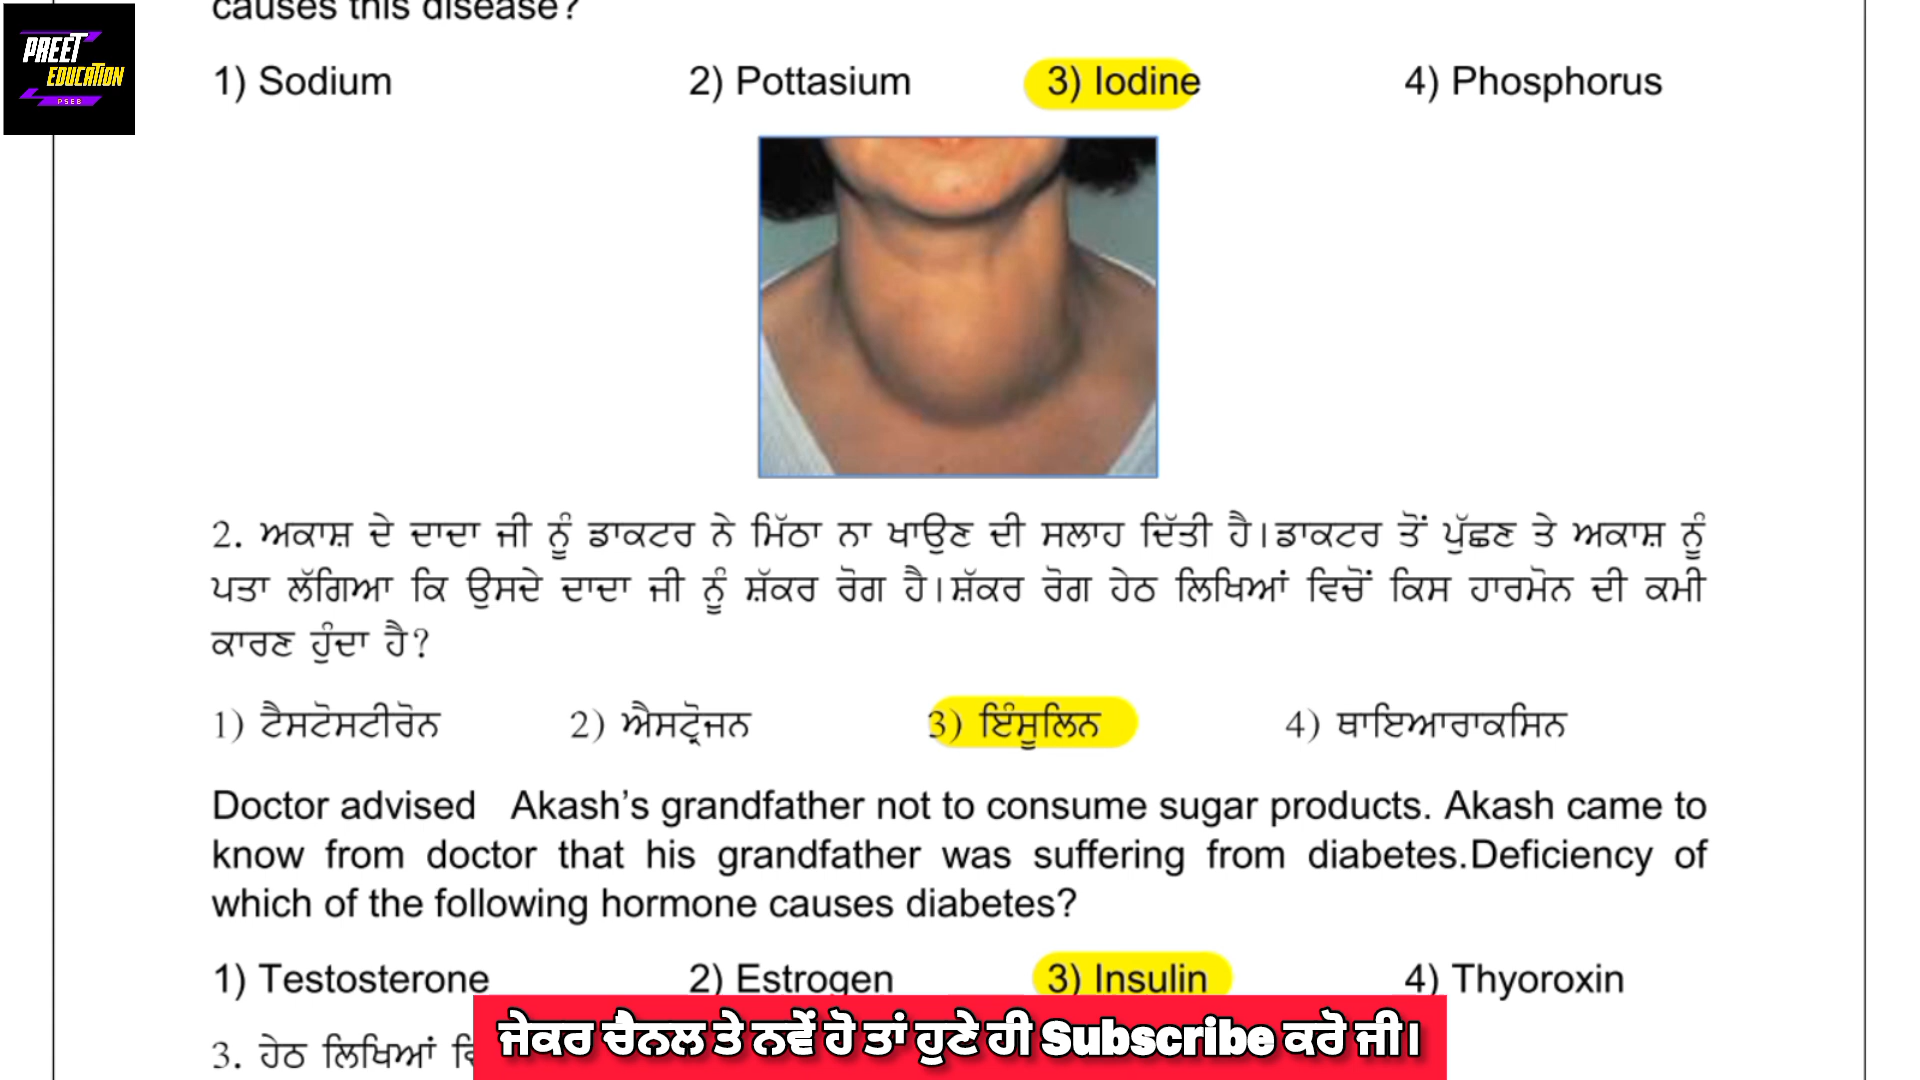 PREET
EDUCATION
PSEB
causes this disease?
1) Sodium 2) Pottasium 3) Iodine 4) Phosphorus
2. ਅਕਾਸ਼ ਦੇ ਦਾਦਾ ਜੀ ਨੂੰ ਡਾਕਟਰ ਨੇ ਮਿੱਠਾ ਨਾ ਖਾਉਣ ਦੀ ਸਲਾਹ ਦਿੱਤੀ ਹੈ।ਡਾਕਟਰ ਤੋਂ ਪੁੱਛਣ ਤੇ ਅਕਾਸ਼ ਨੂੰ
ਪਤਾ ਲੱਗਿਆ ਕਿ ਉਸਦੇ ਦਾਦਾ ਜੀ ਨੂੰ ਸ਼ੱਕਰ ਰੋਗ ਹੈ।ਸ਼ੱਕਰ ਰੋਗ ਹੇਠ ਲਿਖਿਆਂ ਵਿਚੋਂ ਕਿਸ ਹਾਰਮੋਨ ਦੀ ਕਮੀ
ਕਾਰਣ ਹੁੰਦਾ ਹੈ?
1) ਟੈਸਟੋਸਟੀਰੋਨ 2) ਐਸਟ੍ਰੋਜਨ 3) ਇੰਸੂਲਿਨ 4) ਥਾਇਆਰਾਕਸਿਨ
Doctor advised Akash’s grandfather not to consume sugar products. Akash came to
know from doctor that his grandfather was suffering from diabetes.Deficiency of
which of the following hormone causes diabetes?
1) Testosterone 2) Estrogen 3) Insulin 4) Thyoroxin
3. ਹੇਠ ਲਿਖਿਆਂ
ਜੇਕਰ ਚੈਨਲ ਤੇ ਨਵੇਂ ਹੋ ਤਾਂ ਹੁਣੇ ਹੀ Subscribe ਕਰੋ ਜੀ।